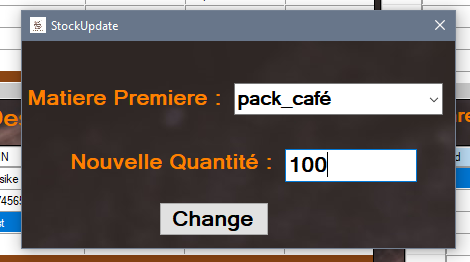 StockUpdate
Matiere Premiere : pack_café
Nouvelle Quantité : 100
Change